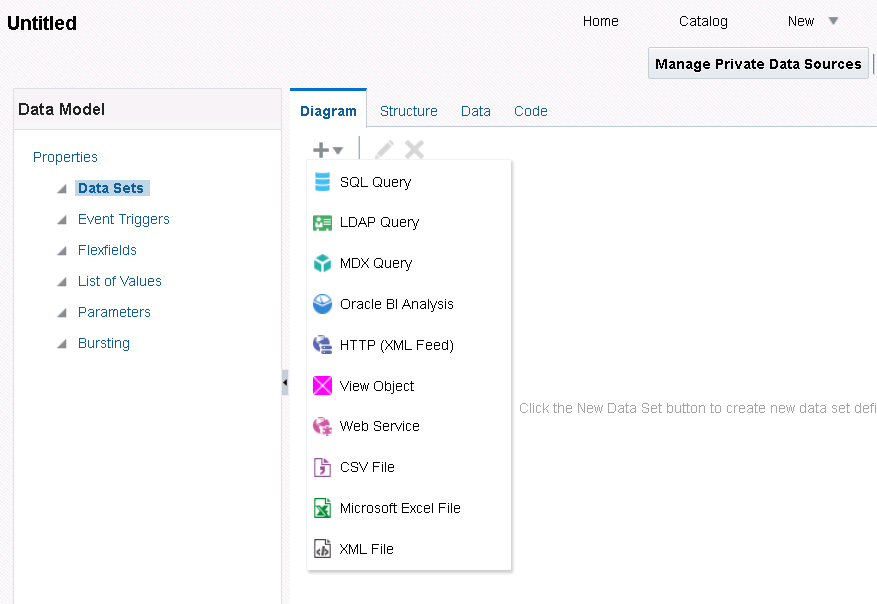 Untitled
Home Catalog New
Manage Private Data Sources
Data Model
Properties
Data Sets
Event Triggers
Flexfields
List of Values
Parameters
Bursting
Diagram Structure Data Code
SQL Query
LDAP Query
MDX Query
Oracle BI Analysis
HTTP (XML Feed)
View Object
Web Service
CSV File
Microsoft Excel File
XML File
Click the New Data Set button to create new data set defi